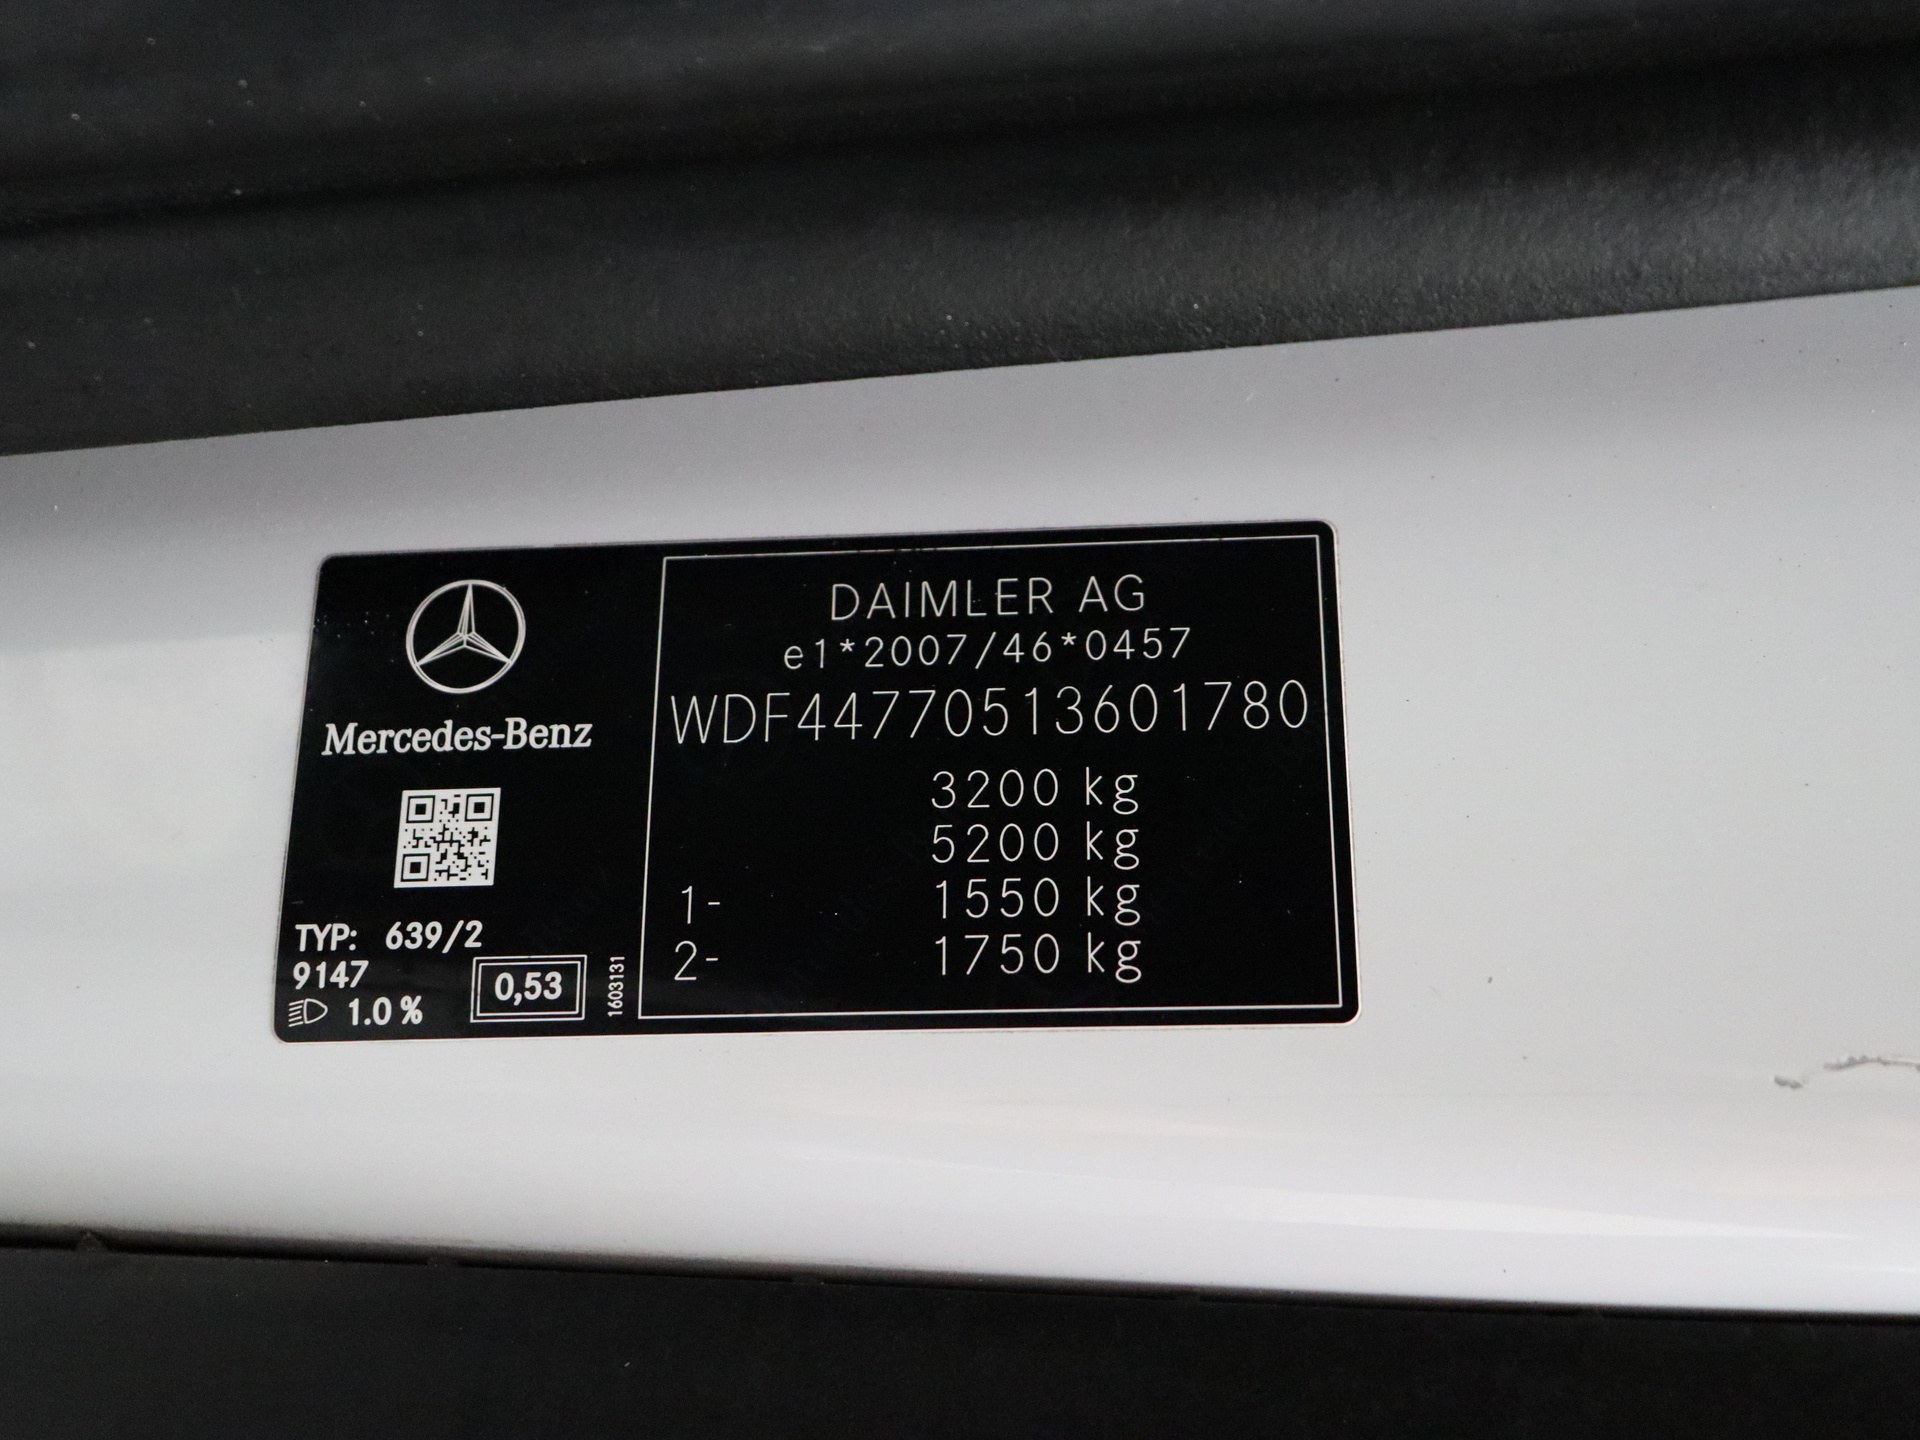 Mercedes-Benz
TYP: 639/2
9147
1.0 %
0,53
1603131
DAIMLER AG
e1*2007/46*0457
WDF44770513601780
3200 kg
5200 kg
1- 1550 kg
2- 1750 kg